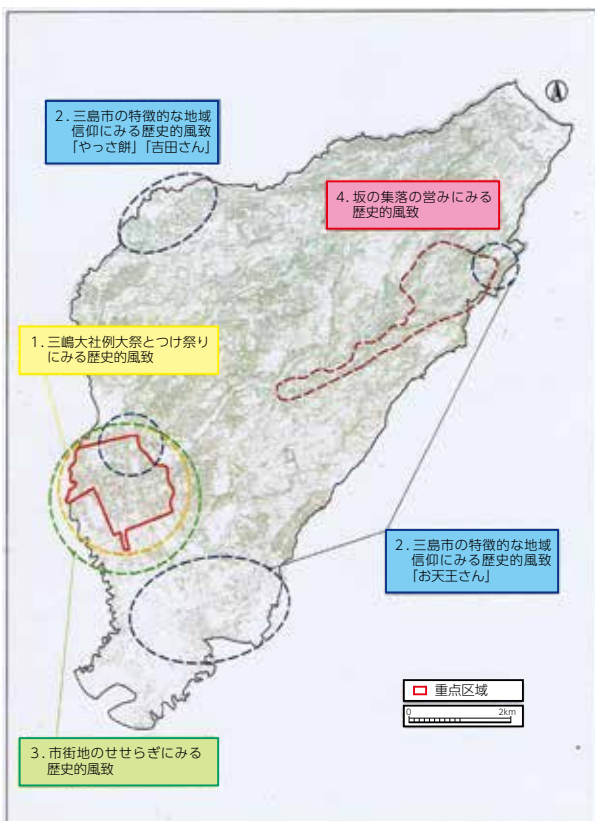 2. 三島市の特徴的な地域
信仰にみる歴史的風致
「やっさ餅」「吉田さん」
4. 坂の集落の営みにみる
歴史的風致
1. 三嶋大社例大祭とつけ祭り
にみる歴史的風致
2. 三島市の特徴的な地域
信仰にみる歴史的風致
「お天王さん」
重点区域
0 2km
3. 市街地のせせらぎにみる
歴史的風致